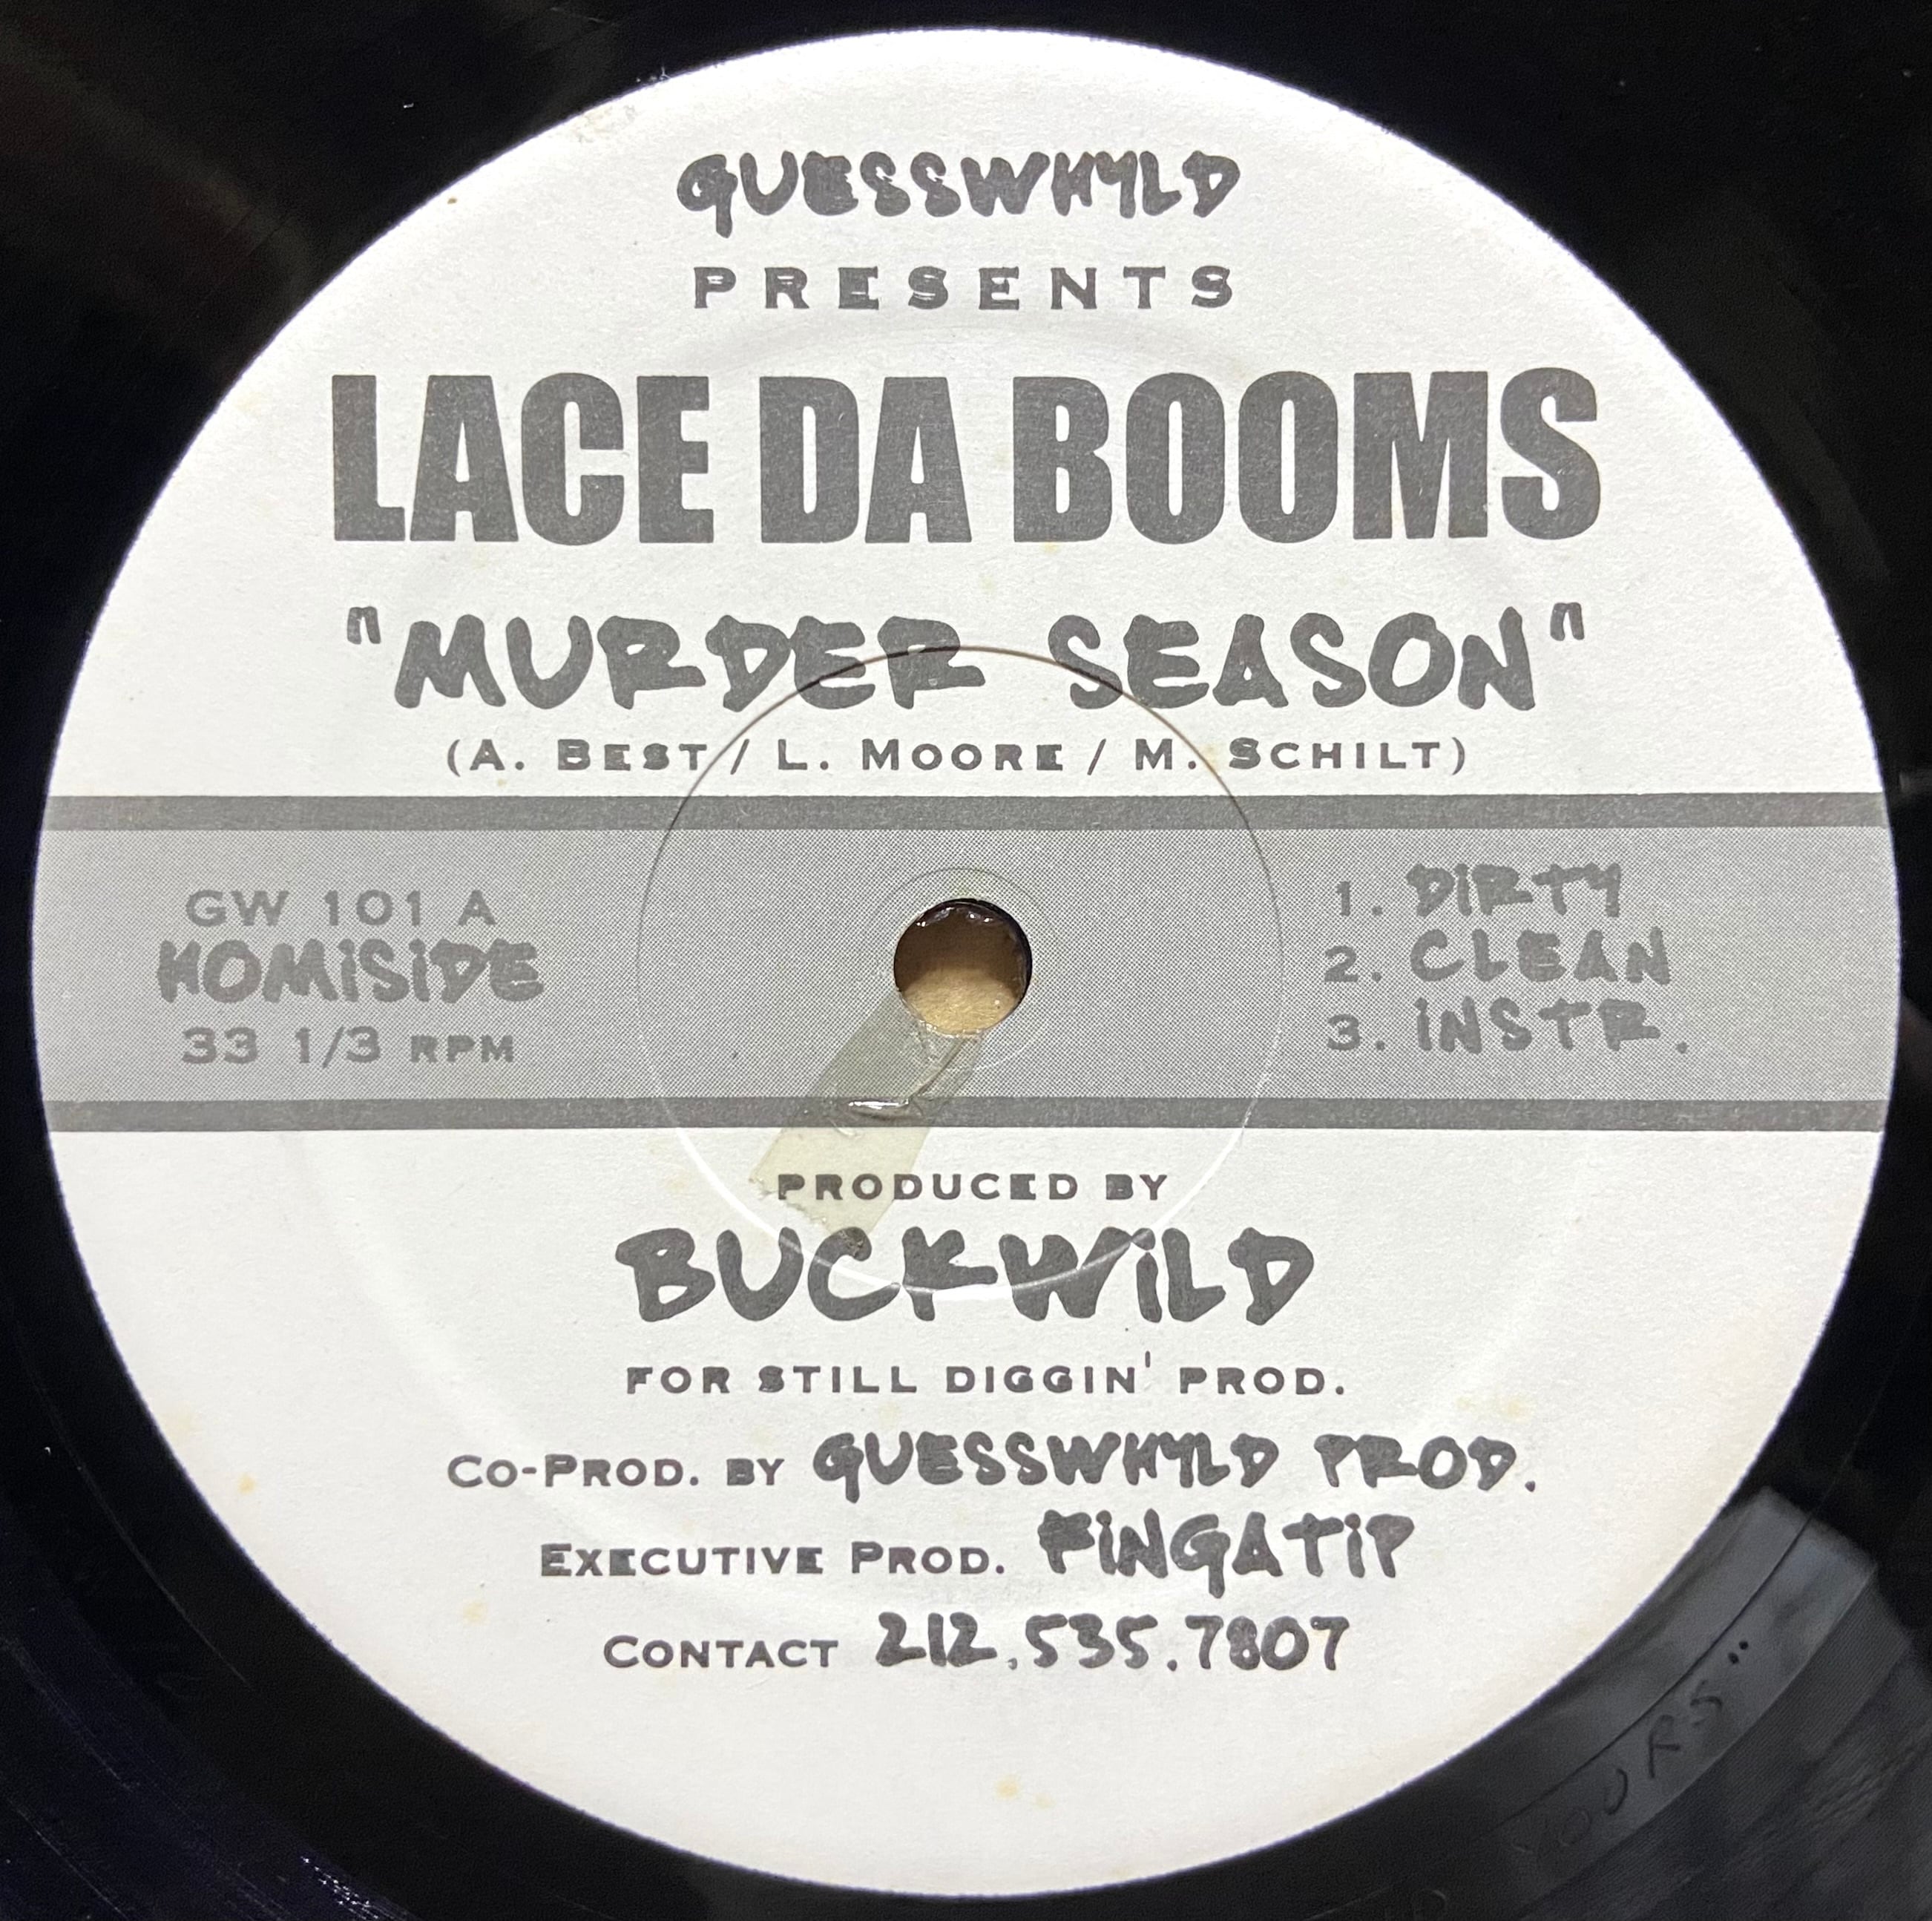 GUESSWHYLD
PRESENTS
LACE DA BOOMS
"MURDER SEASON"
(A. BEST / L. MOORE / M. SCHILT)
GW 101 A
HOMISIDE
33 1/3 RPM
1. DIRTY
2. CLEAN
3. INSTR.
PRODUCED BY
BUCKWILD
FOR STILL DIGGIN' PROD.
CO-PROD. BY GUESSWHYLD PROD.
EXECUTIVE PROD. FINGATIP
CONTACT 212.535.7807
YOURS"